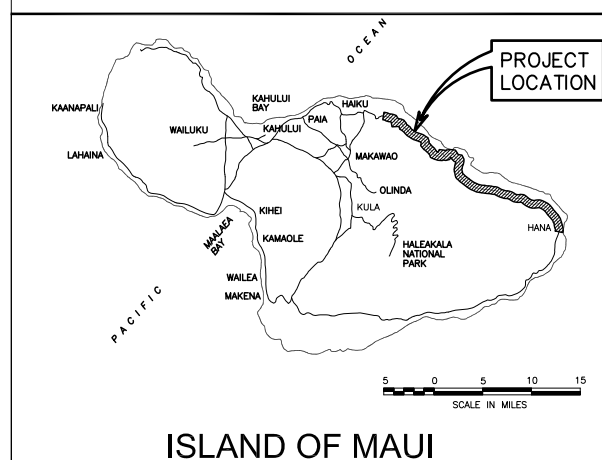 OCEAN
PROJECT
LOCATION
KAHULUI
BAY
HAIKU
KAANAPALI
PAIA
WAILUKU
KAHULUI
MAKAWAO
LAHAINA
OLINDA
KULA
KIHEI
MAALAEA
BAY
HANA
KAMAOLE
HALEAKALA
NATIONAL
PARK
WAILEA
MAKENA
PACIFIC
5 0 5 10 15
SCALE IN MILES
ISLAND OF MAUI